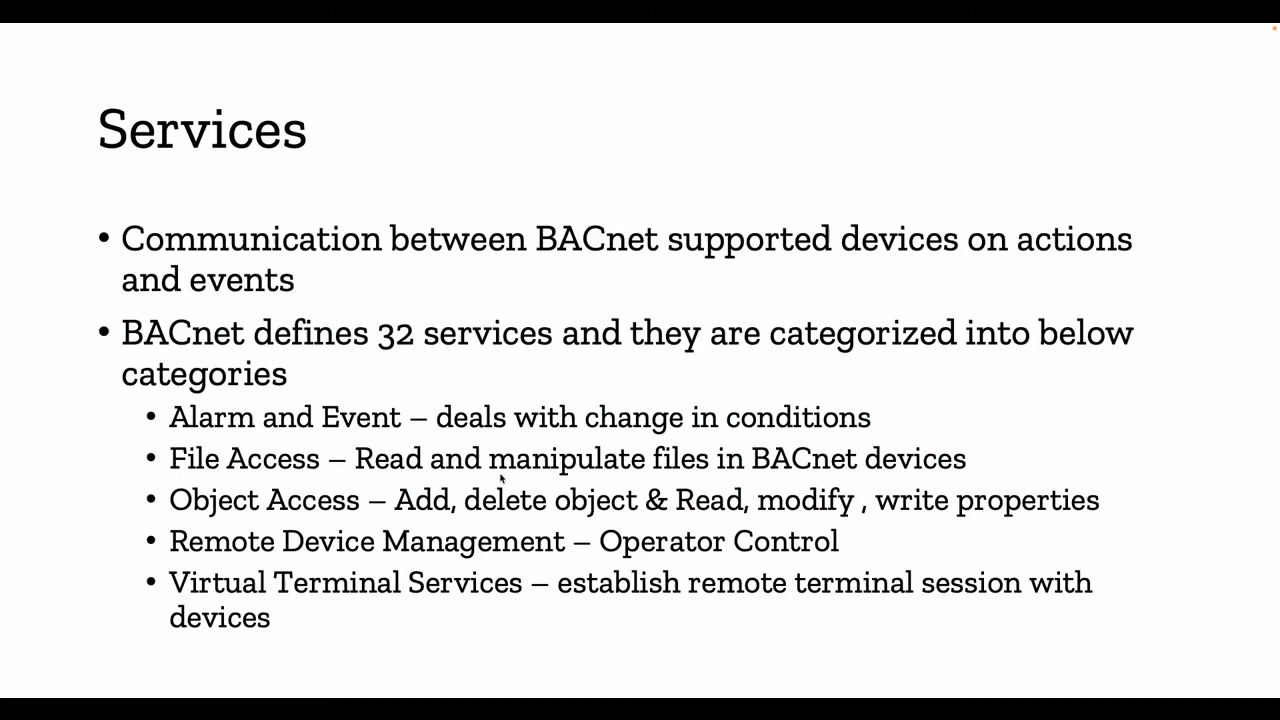 Services
• Communication between BACnet supported devices on actions
and events
• BACnet defines 32 services and they are categorized into below
categories
• Alarm and Event – deals with change in conditions
• File Access – Read and manipulate files in BACnet devices
• Object Access – Add, delete object & Read, modify , write properties
• Remote Device Management – Operator Control
• Virtual Terminal Services – establish remote terminal session with
devices